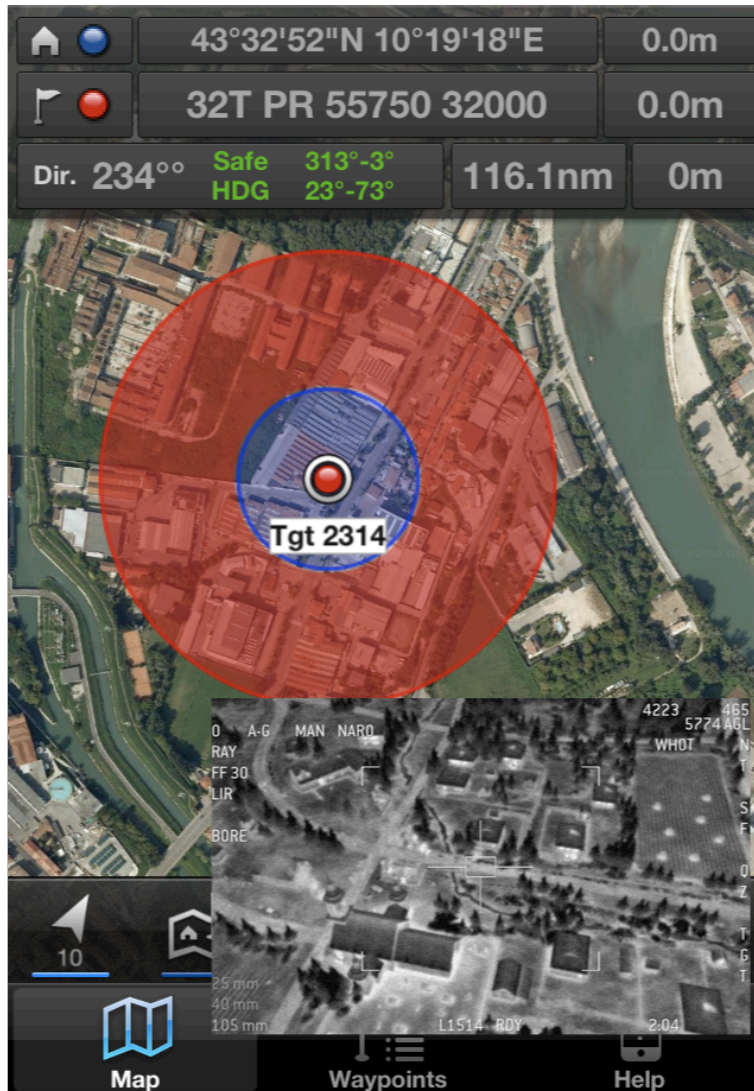 43°32'52"N 10°19'18"E 0.0m
32T PR 55750 32000 0.0m
Dir. 234°° Safe 313°-3° 116.1nm 0m
HDG 23°-73°
Tgt 2314
4223 465
5774 AGL
0 A-G MAN NARO
WHOT
RAY
FF 30
LIR
BORE
N
T
S
F
O
Z
T
G
T
25 mm
40 mm
105 mm
L1514 RDY 2:04
10
Map Waypoints Help